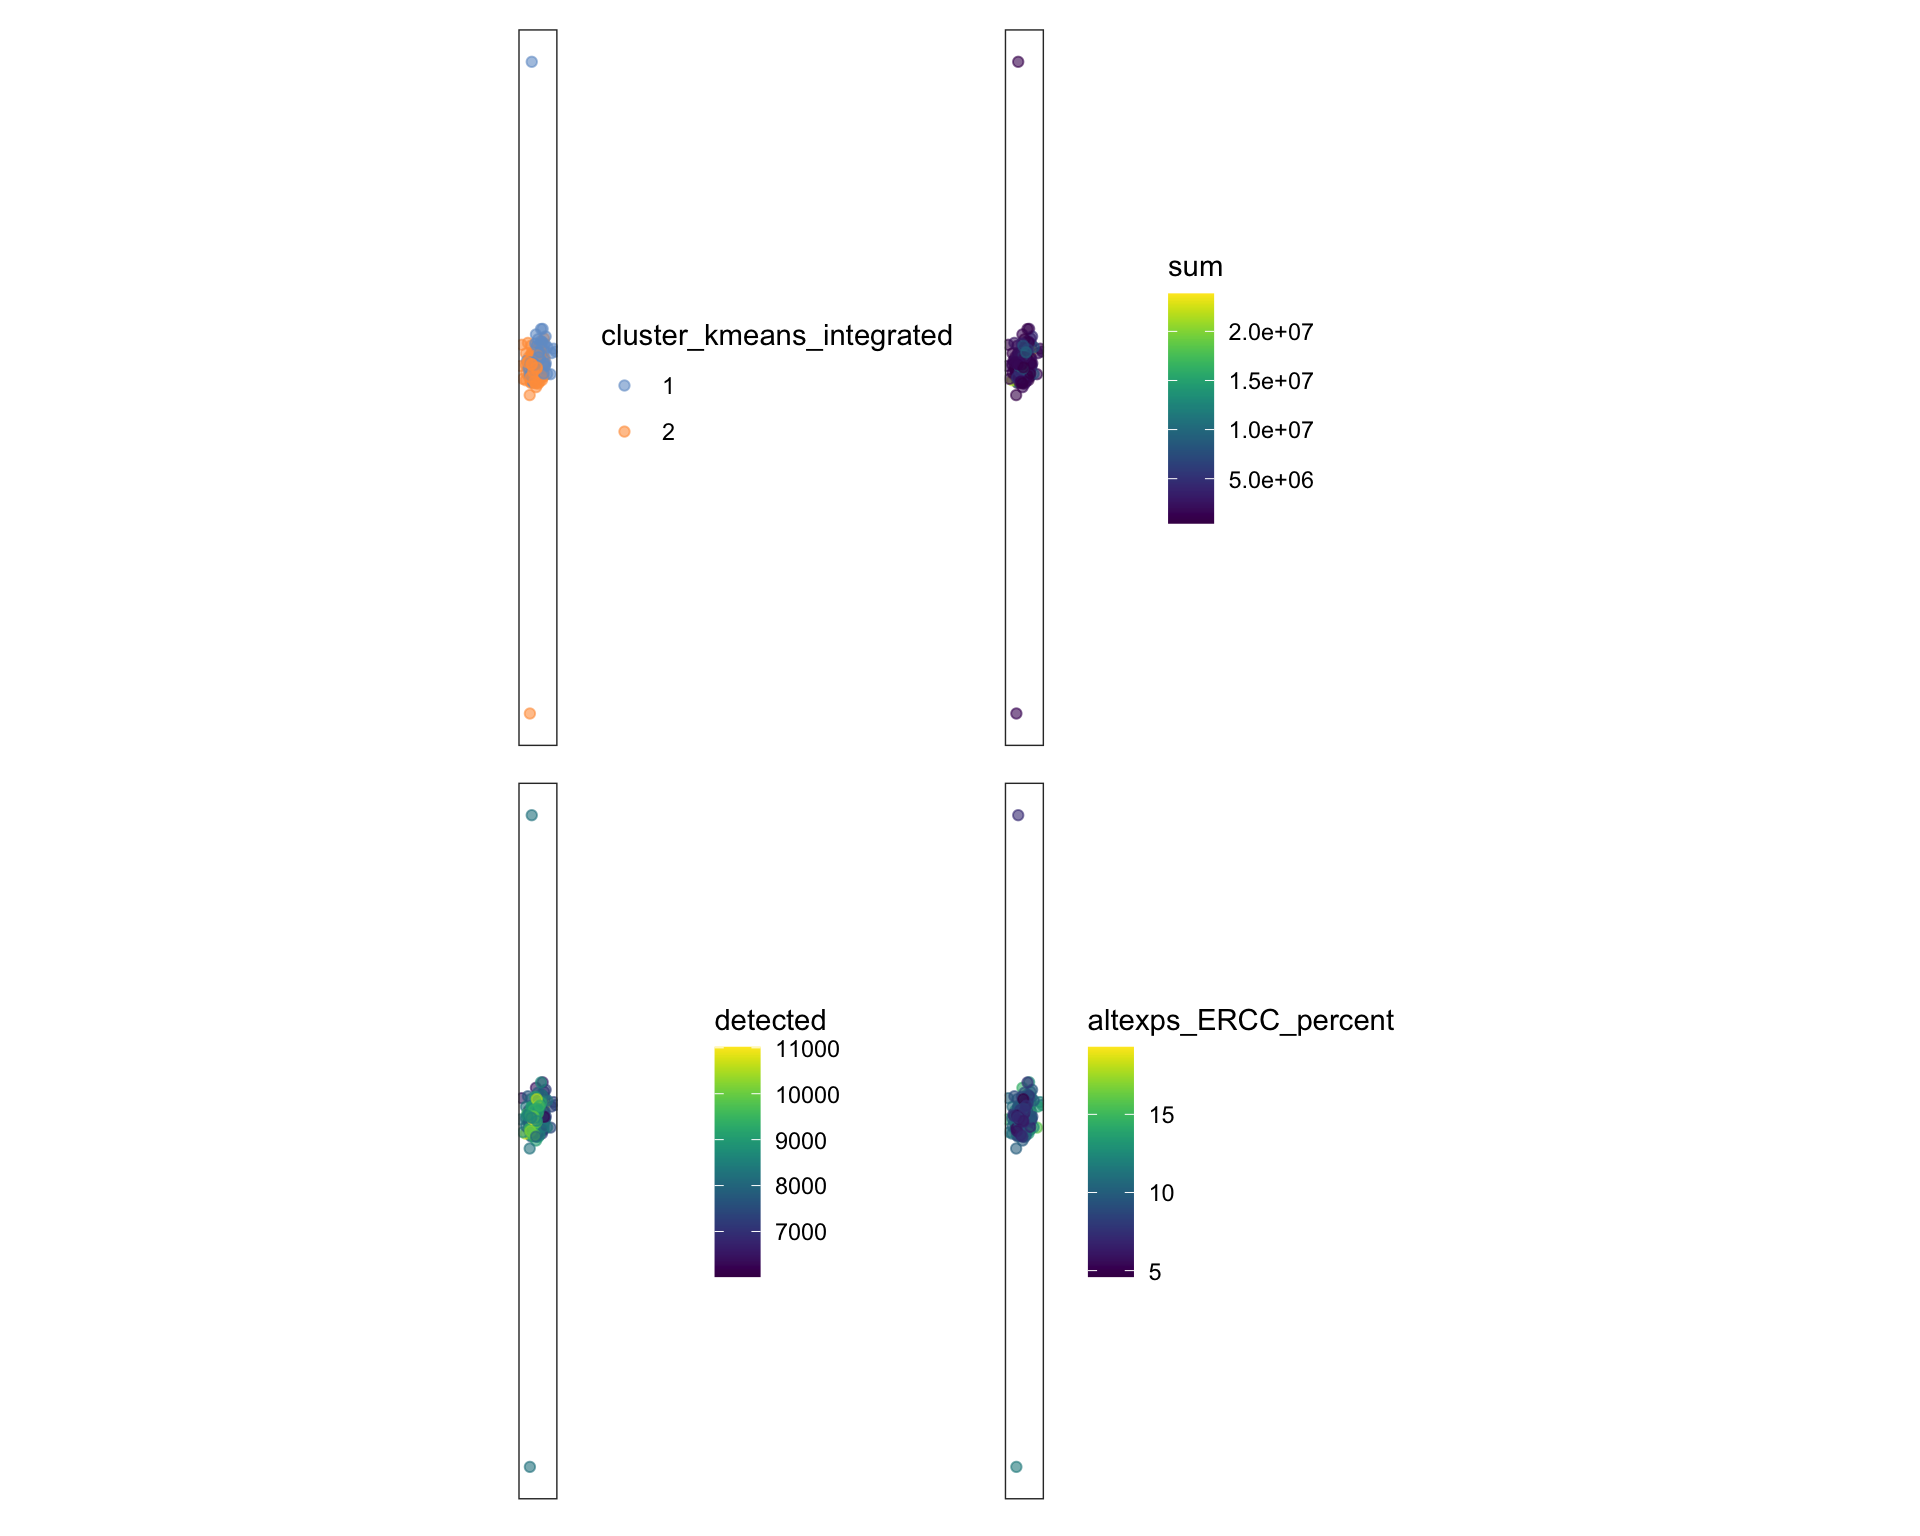 cluster_kmeans_integrated
1
2
sum
2.0e+07
1.5e+07
1.0e+07
5.0e+06
detected
11000
10000
9000
8000
7000
altexps_ERCC_percent
15
10
5